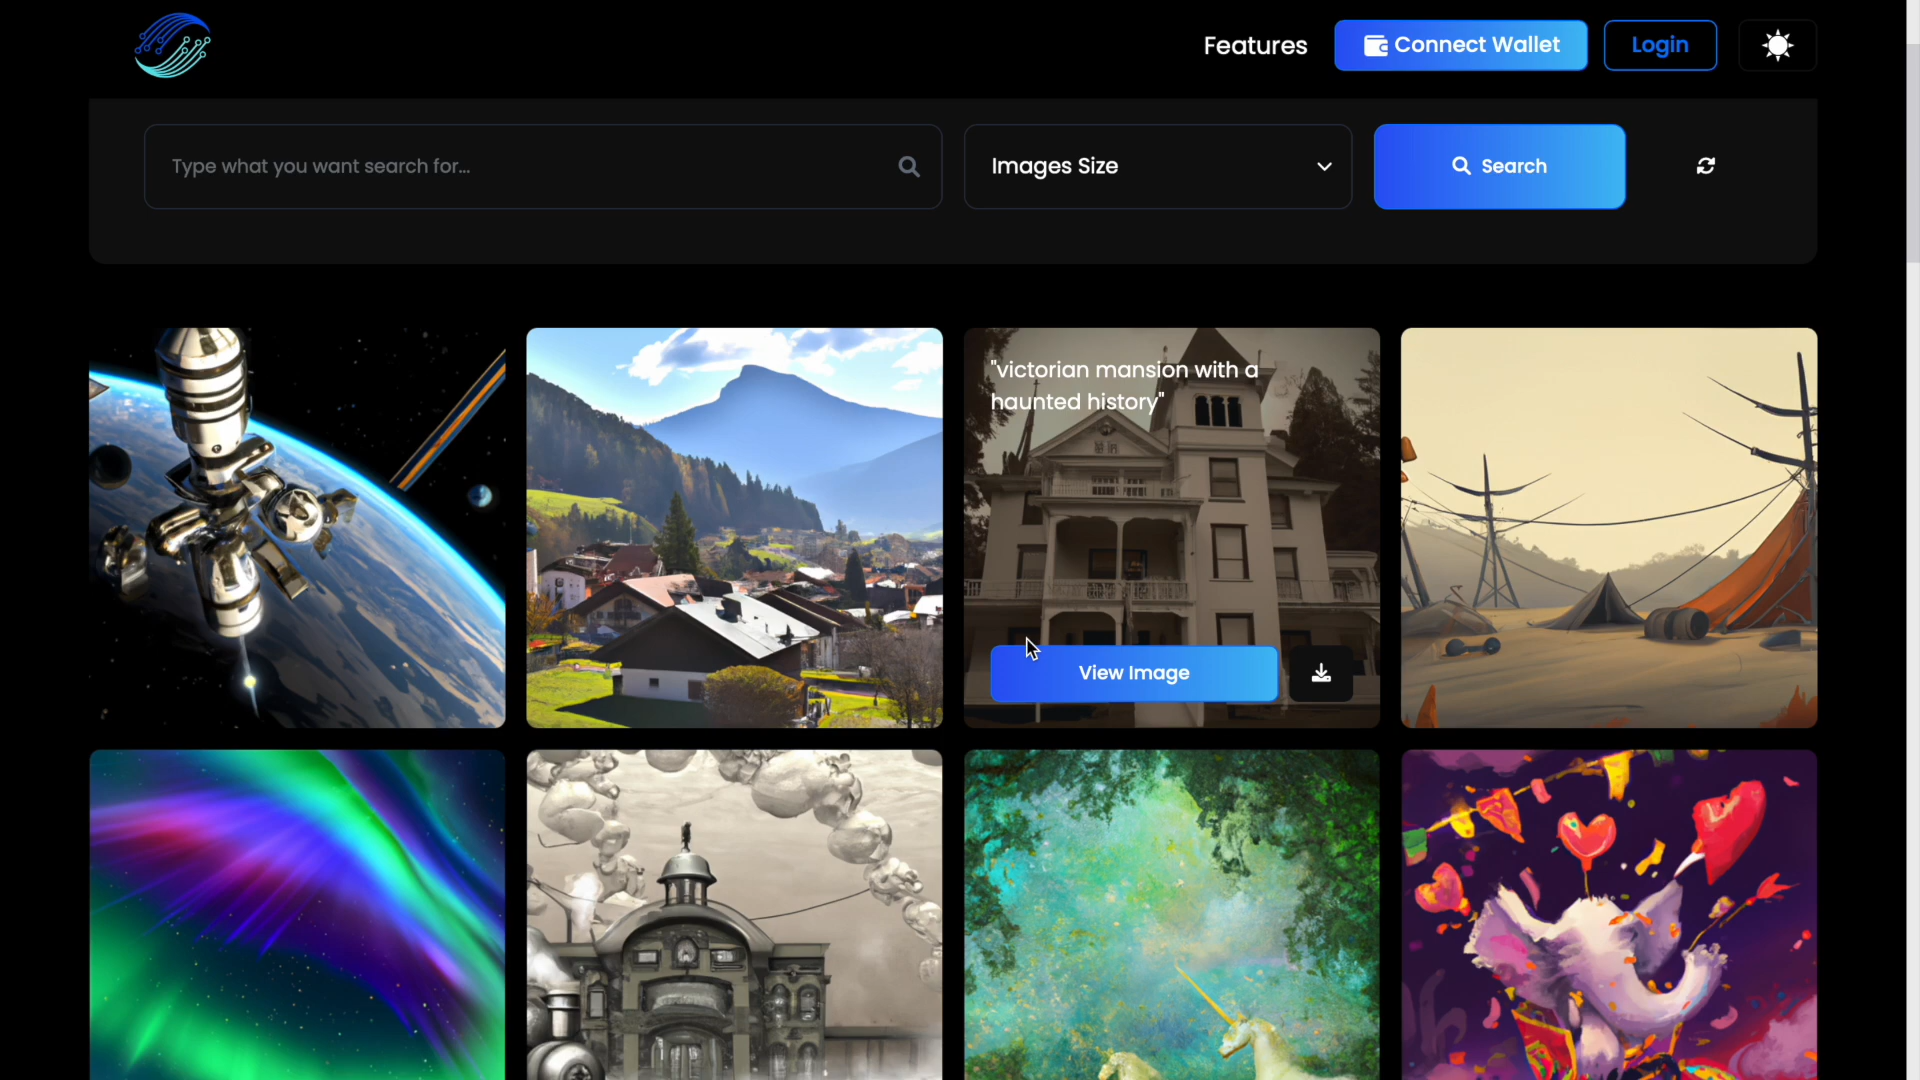 Features
Connect Wallet
Login
Type what you want search for...
Images Size
Search
"victorian mansion with a
haunted history"
View Image